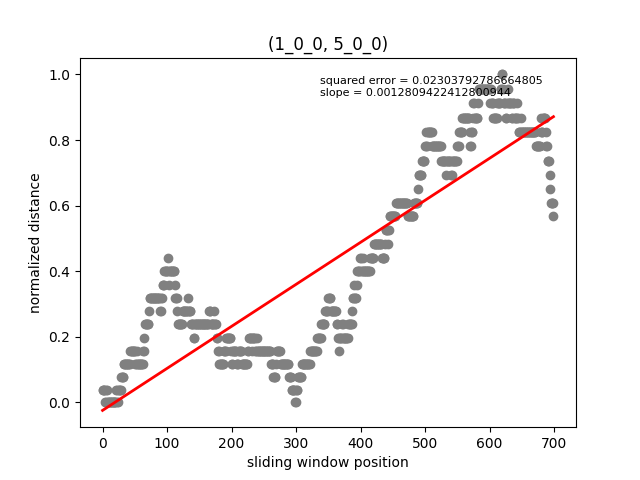 (1_0_0, 5_0_0)
squared error = 0.02303792786664805
slope = 0.0012809422412800944
normalized distance
1.0
0.8
0.6
0.4
0.2
0.0
0 100 200 300 400 500 600 700
sliding window position